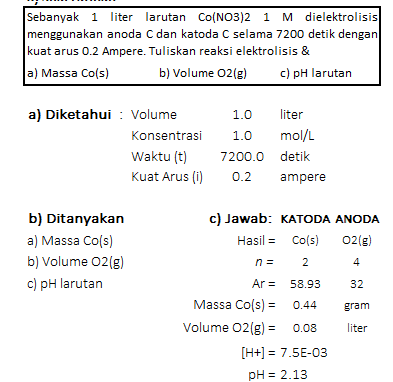 Sebanyak 1 liter larutan Co(NO3)2 1 M dielektrolisis
menggunakan anoda C dan katoda C selama 7200 detik dengan
kuat arus 0.2 Ampere. Tuliskan reaksi elektrolisis &
a) Massa Co(s) b) Volume O2(g) c) pH larutan
a) Diketahui : Volume 1.0 liter
Konsentrasi 1.0 mol/L
Waktu (t) 7200.0 detik
Kuat Arus (i) 0.2 ampere
b) Ditanyakan
a) Massa Co(s)
b) Volume O2(g)
c) pH larutan
c) Jawab: KATODA ANODA
Hasil = Co(s) O2(g)
n = 2 4
Ar = 58.93 32
Massa Co(s) = 0.44 gram
Volume O2(g) = 0.08 liter
[H+] = 7.5E-03
pH = 2.13